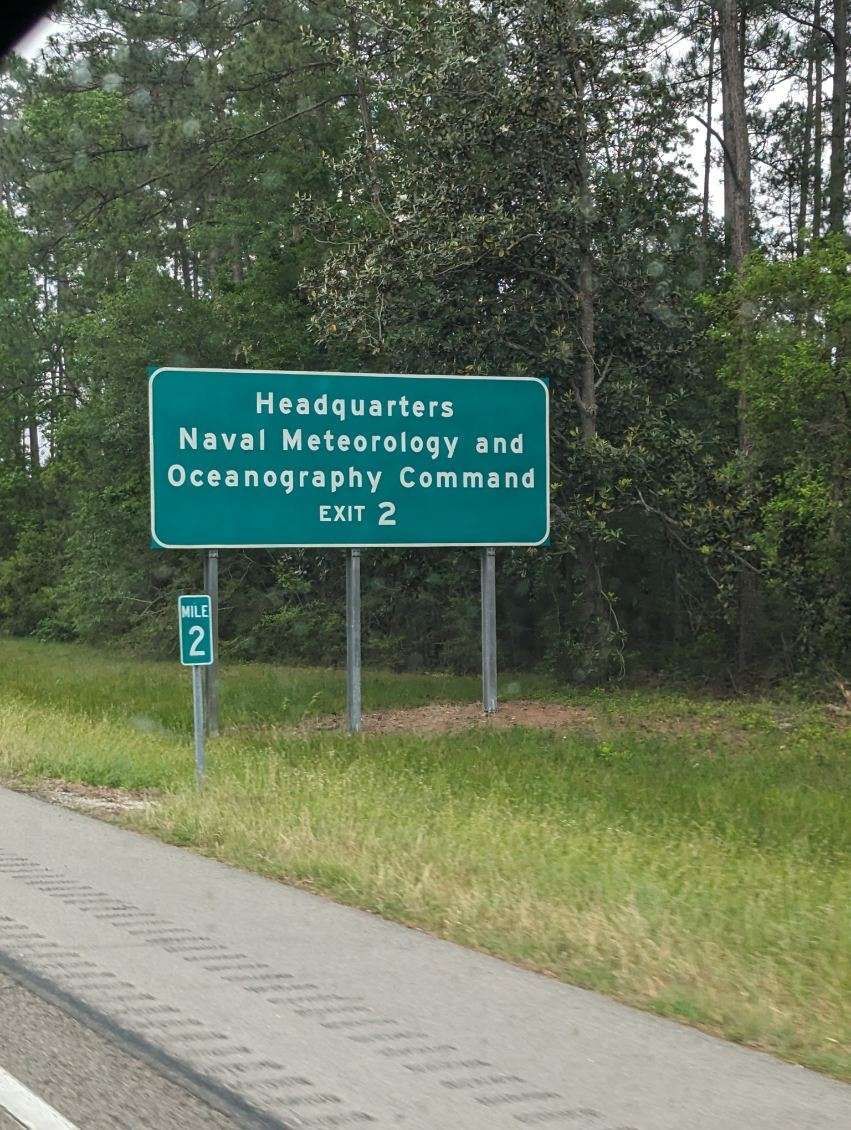 Headquarters
Naval Meteorology and
Oceanography Command
EXIT 2
MILE
2